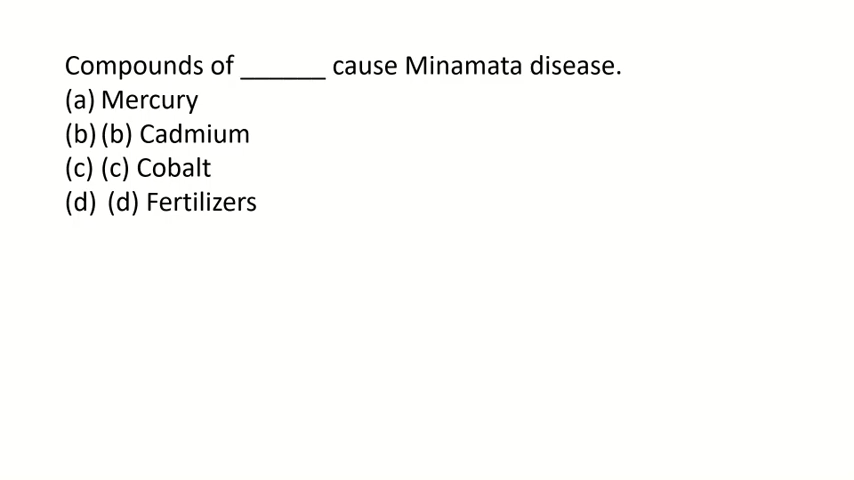 Compounds of ______ cause Minamata disease.
(a) Mercury
(b) (b) Cadmium
(c) (c) Cobalt
(d) (d) Fertilizers